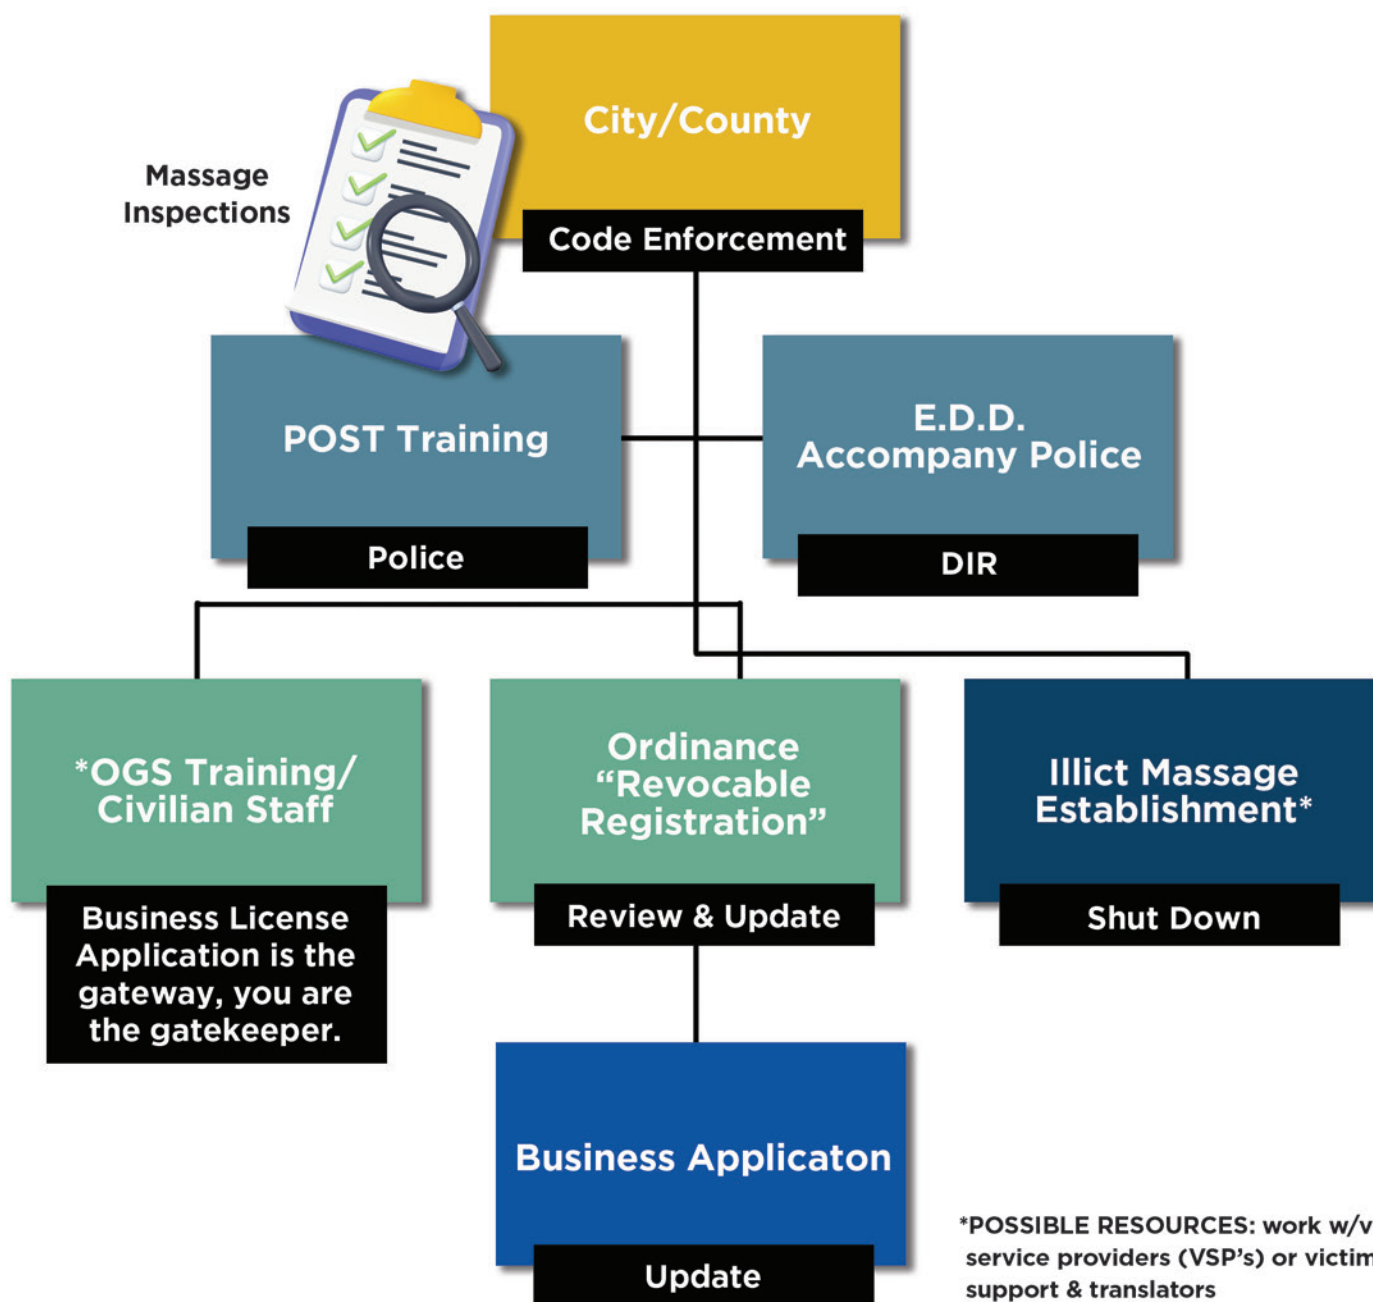 City/County
Code Enforcement
Massage
Inspections
POST Training
Police
E.D.D.
Accompany Police
DIR
*OGS Training/
Civilian Staff
Business License
Application is the
gateway, you are
the gatekeeper.
Ordinance
“Revocable
Registration”
Review & Update
Illict Massage
Establishment*
Shut Down
Business Applicaton
Update
*POSSIBLE RESOURCES: work w/
service providers (VSP's) or victim
support & translators